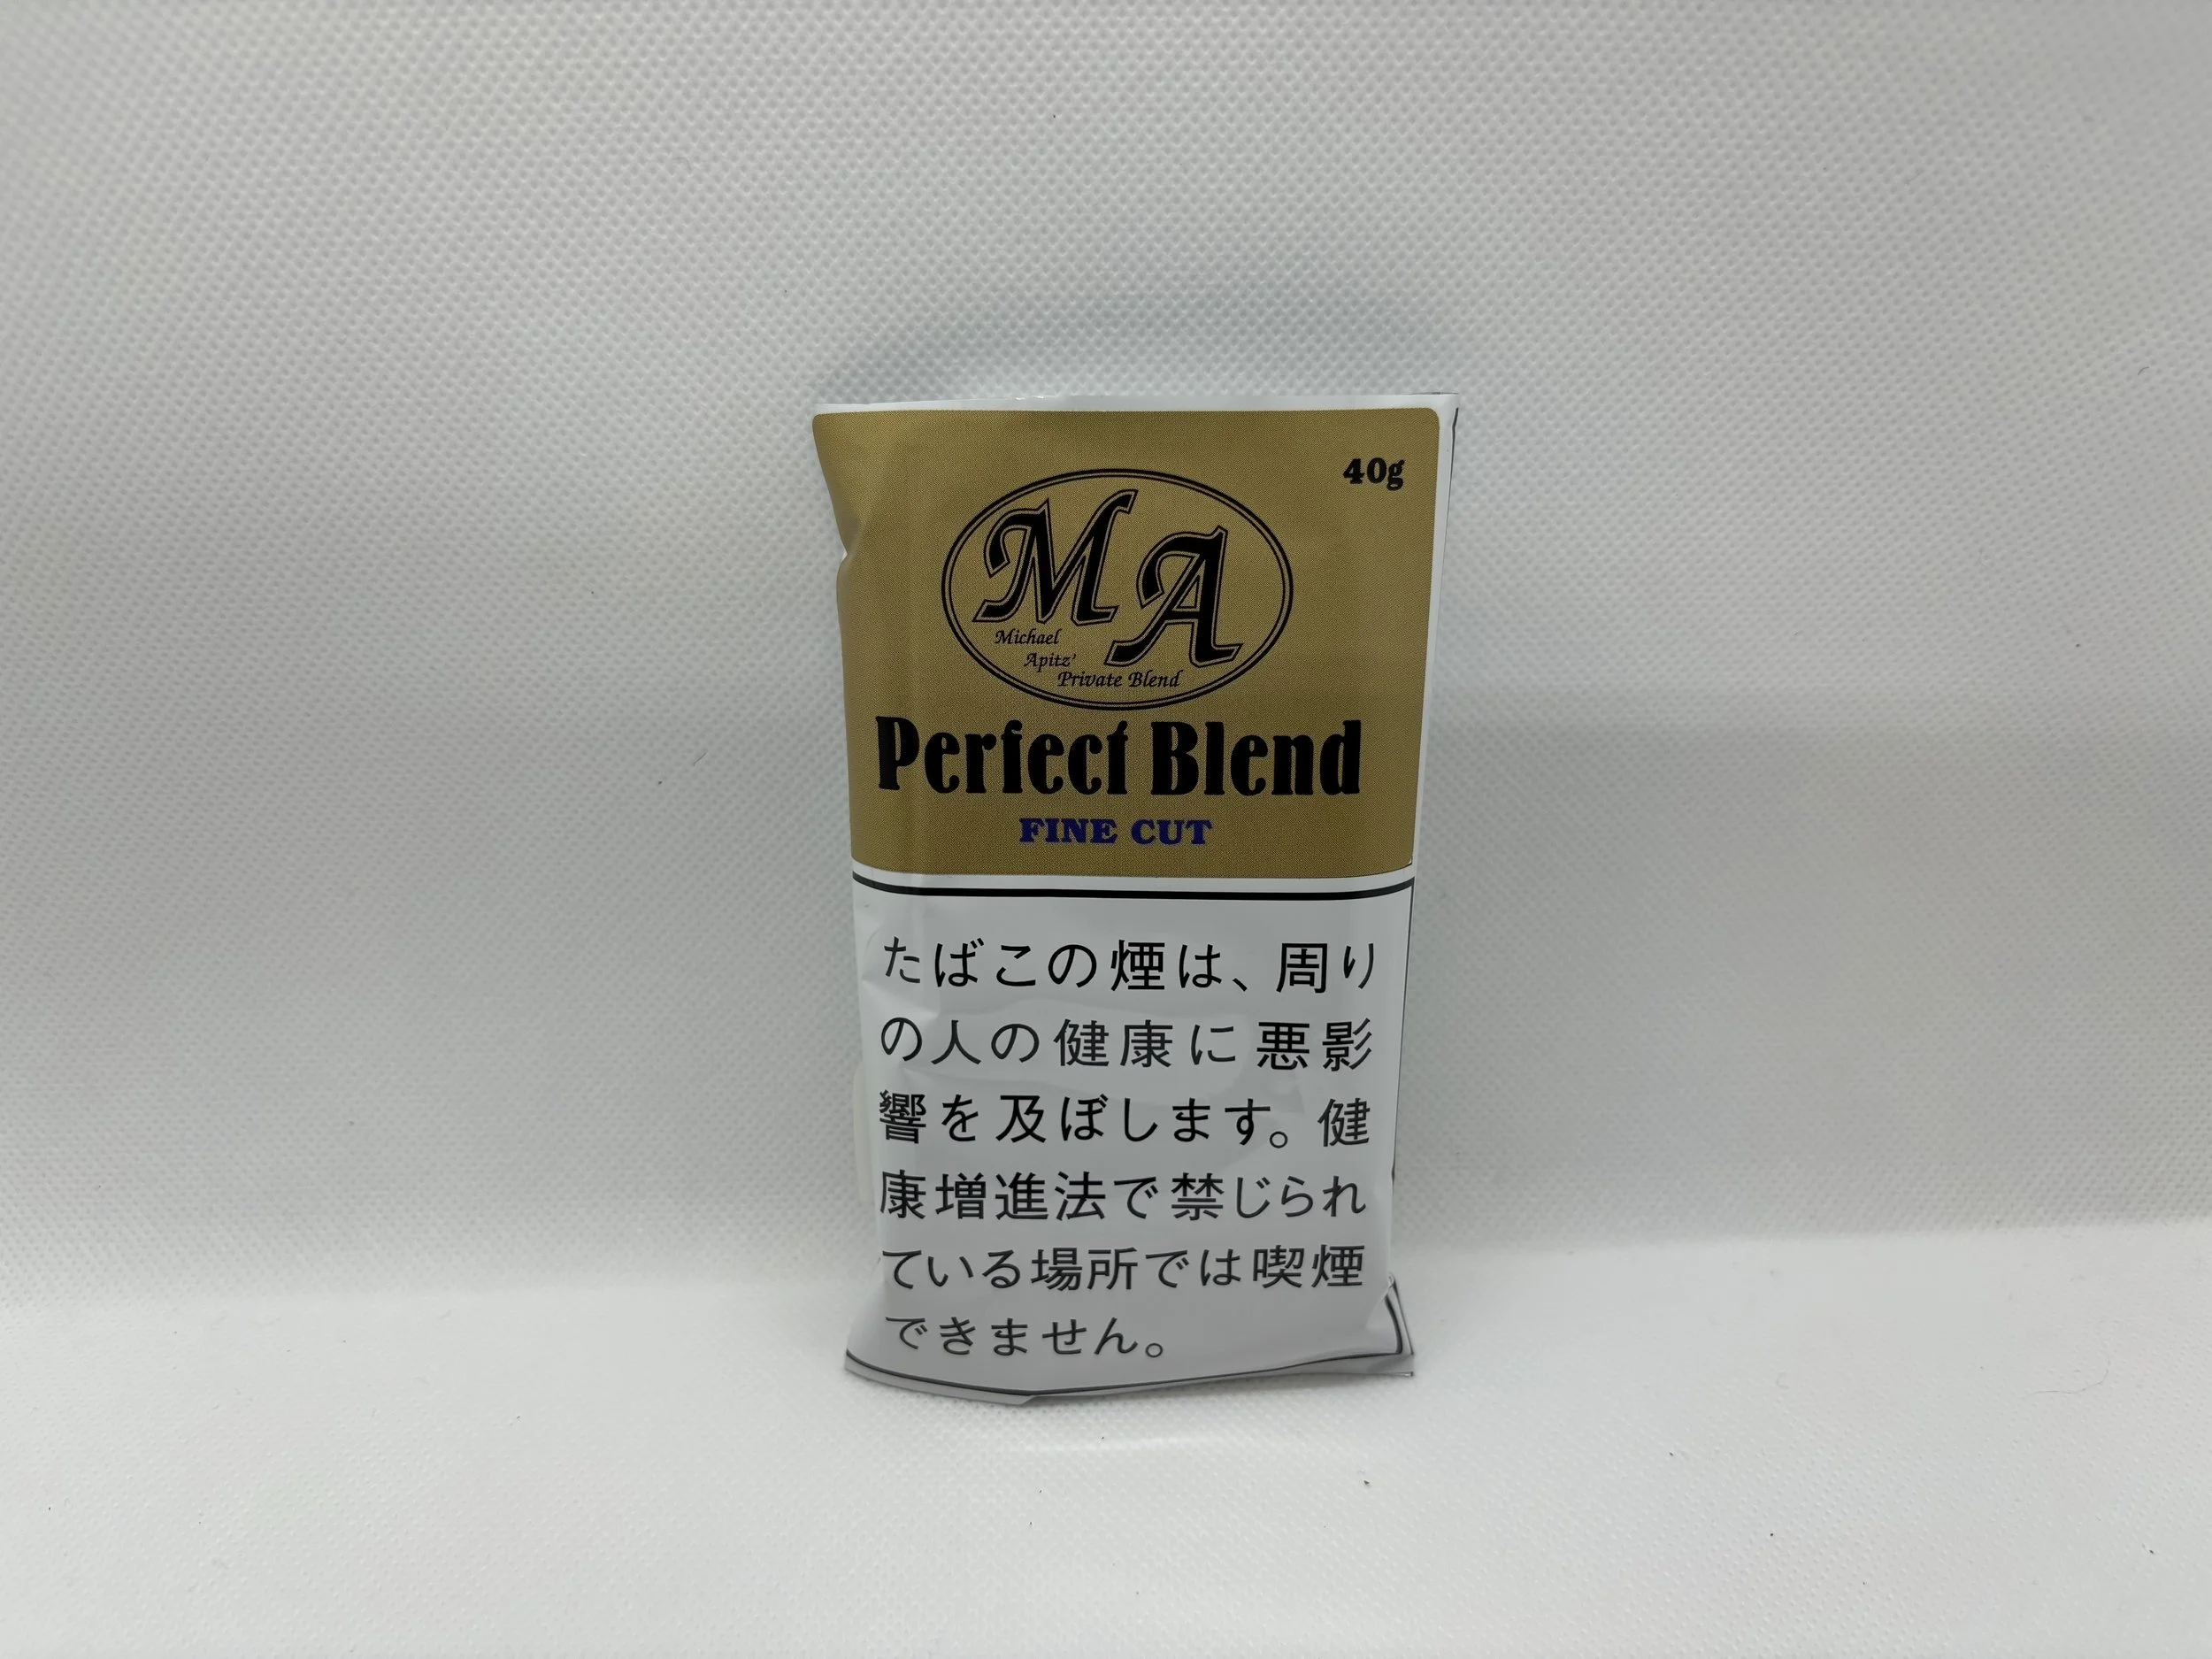 40g
MA
Michael
Apitz'
Private Blend
Perfect Blend
FINE CUT
たばこの煙は、周り
の人の健康に悪影
響を及ぼします。健
康増進法で禁じられ
ている場所では喫煙
できません。